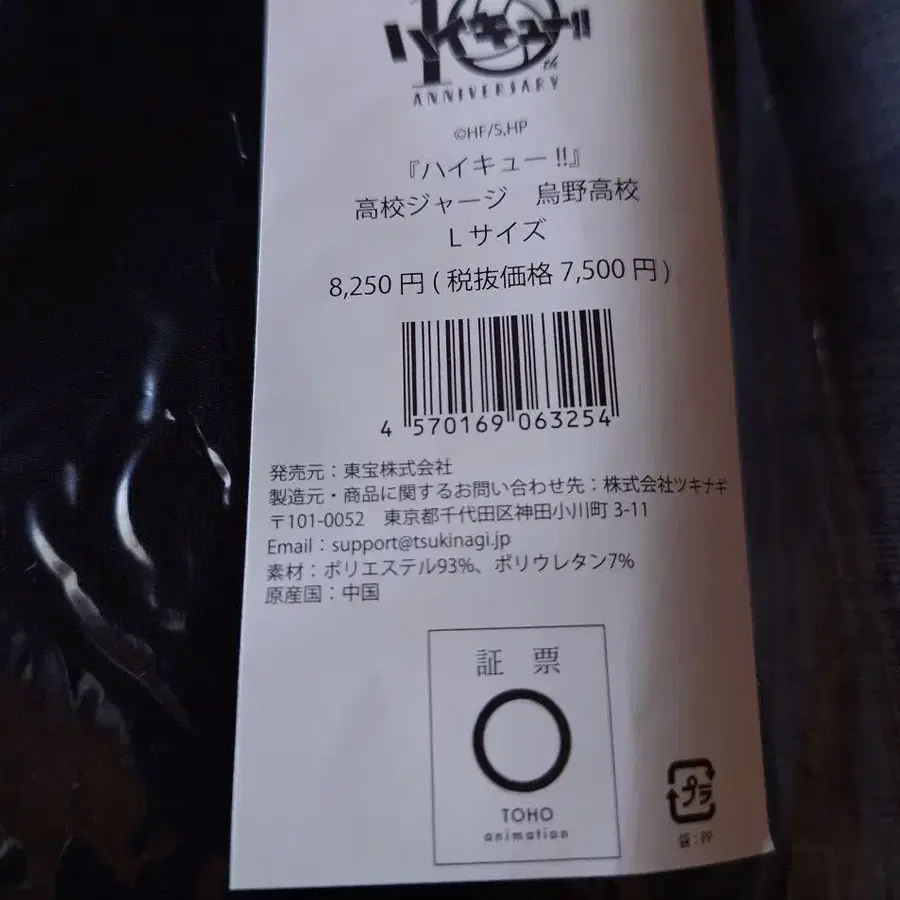 ハイキュー!!
10th
ANNIVERSARY
©HF/S,HP
『ハイキュー!!』
高校ジャージ　烏野高校
Lサイズ
8,250円(税抜価格7,500円)
4 570169 063254
発売元：東宝株式会社
製造元・商品に関するお問い合わせ先：株式会社ツキナギ
〒101-0052　東京都千代田区神田小川町 3-11
Email：support@tsukinagi.jp
素材：ポリエステル93%、ポリウレタン7%
原産国：中国
証　票
TOHO
animation
プラ
袋：PP